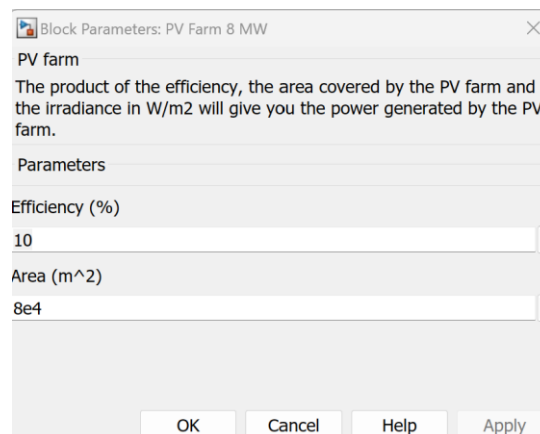 Block Parameters: PV Farm 8 MW
PV farm
The product of the efficiency, the area covered by the PV farm and
the irradiance in W/m2 will give you the power generated by the PV
farm.
Parameters
Efficiency (%)
10
Area (m^2)
8e4
OK Cancel Help Apply